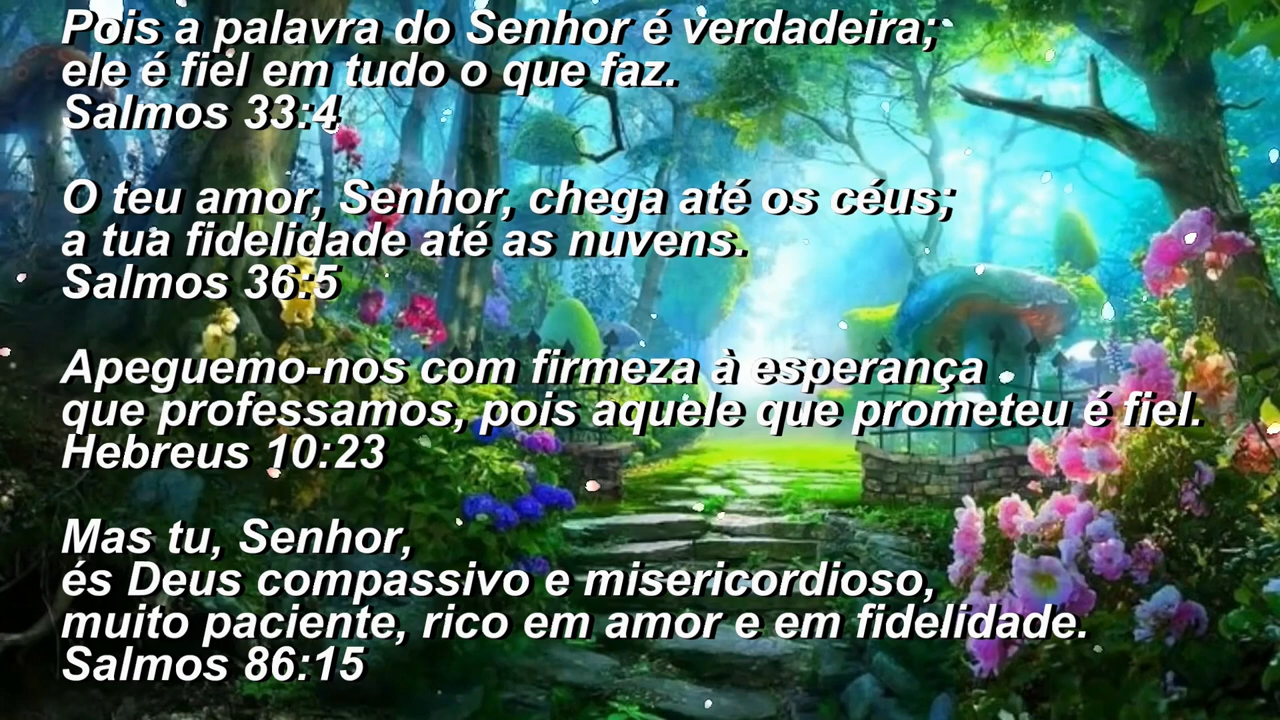 Pois a palavra do Senhor é verdadeira;
ele é fiel em tudo o que faz.
Salmos 33:4
O teu amor, Senhor, chega até os céus;
a tua fidelidade até as nuvens.
Salmos 36:5
Apeguemo-nos com firmeza à esperança
que professamos, pois aquele que prometeu é fiel.
Hebreus 10:23
Mas tu, Senhor,
és Deus compassivo e misericordioso,
muito paciente, rico em amor e em fidelidade.
Salmos 86:15